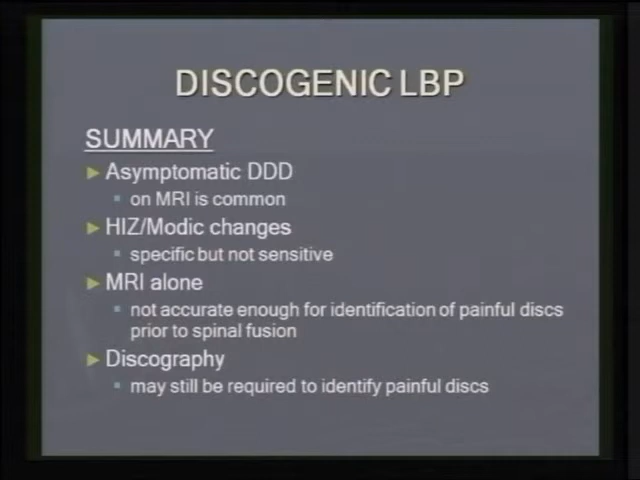 DISCOGENIC LBP
SUMMARY
Asymptomatic DDD
on MRI is common
HIZ/Modic changes
specific but not sensitive
MRI alone
not accurate enough for identification of painful discs
prior to spinal fusion
Discography
may still be required to identify painful discs